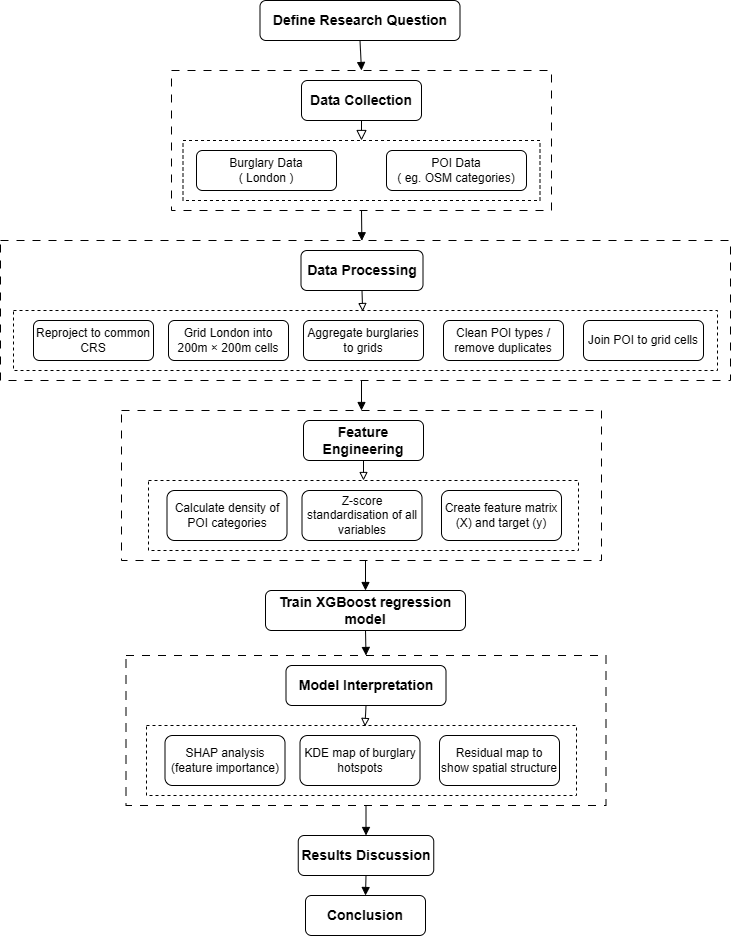 Define Research Question
Data Collection
Burglary Data
( London )
POI Data
( eg. OSM categories)
Data Processing
Reproject to common
CRS
Grid London into
200m × 200m cells
Aggregate burglaries
to grids
Clean POI types /
remove duplicates
Join POI to grid cells
Feature
Engineering
Calculate density of
POI categories
Z-score
standardisation of all
variables
Create feature matrix
(X) and target (y)
Train XGBoost regression
model
Model Interpretation
SHAP analysis
(feature importance)
KDE map of burglary
hotspots
Residual map to
show spatial structure
Results Discussion
Conclusion